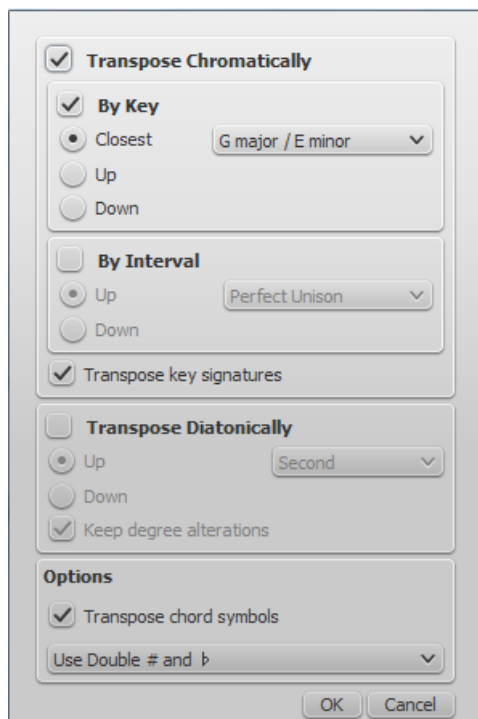 Transpose Chromatically
By Key
Closest G major / E minor
Up
Down
By Interval
Up Perfect Unison
Down
Transpose key signatures
Transpose Diatonically
Up Second
Down
Keep degree alterations
Options
Transpose chord symbols
Use Double # and ♭
OK Cancel